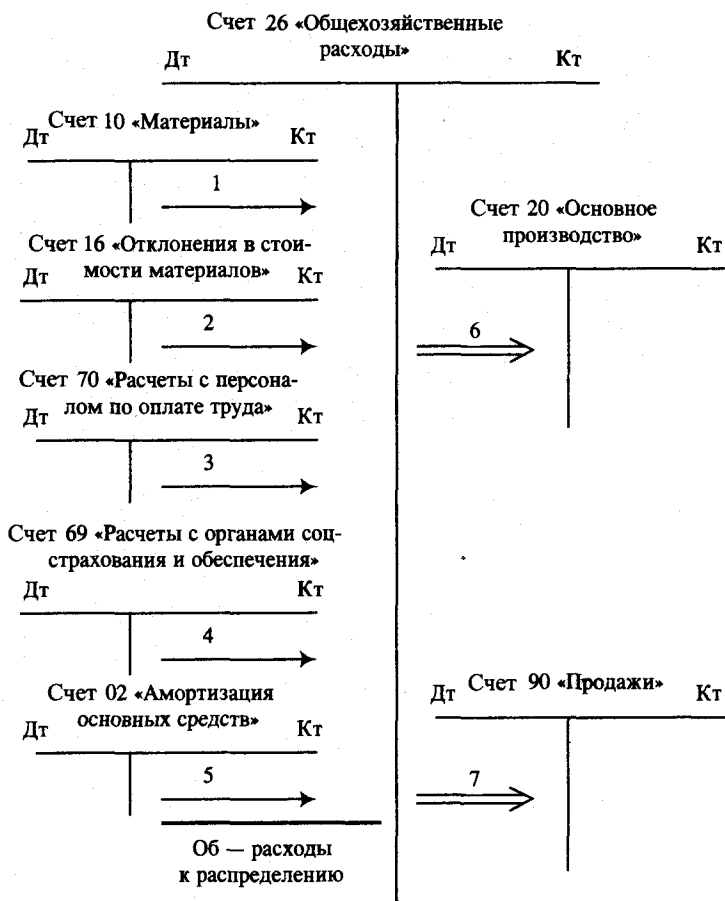 Счет 26 «Общехозяйственные
расходы»
Дт Кт
Счет 10 «Материалы»
Дт Кт
1
Счет 16 «Отклонения в стои-
мости материалов»
Дт Кт
2
Счет 70 «Расчеты с персона-
лом по оплате труда»
Дт Кт
3
Счет 69 «Расчеты с органами соц-
страхования и обеспечения»
Дт Кт
4
Счет 02 «Амортизация
основных средств»
Дт Кт
5
Об — расходы
к распределению
Счет 20 «Основное
производство»
Дт Кт
6
Счет 90 «Продажи»
Дт Кт
7